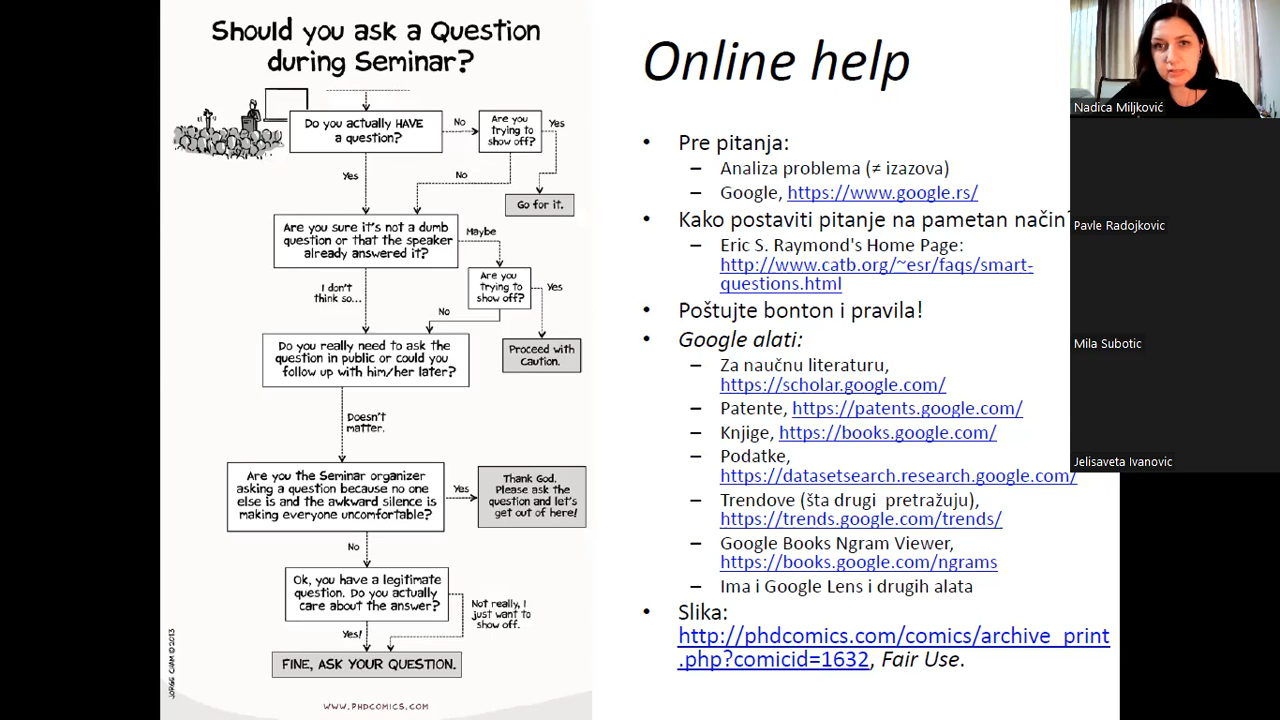 Should you ask a Question
during Seminar?
Do you actually HAVE
a question?
No
Are you
trying to
show off?
Yes
Yes
No
Go for it.
Are you sure it's not a dumb
question or that the speaker
already answered it?
Maybe
Are you
trying to
show off?
Yes
I don't
think so...
No
Proceed with
Caution.
Do you really need to ask the
question in public or could you
follow up with him/her later?
Doesn't
matter.
Are you the Seminar organizer
asking a question because no one
else is and the awkward silence is
making everyone uncomfortable?
Yes
Thank God.
Please ask the
question and let's
get out of here!
No
Ok, you have a legitimate
question. Do you actually
care about the answer?
Not really, I
just want to
show off.
Yes!
FINE, ASK YOUR QUESTION.
JORGE CHAM © 2013
WWW.PHDCOMICS.COM
Online help
• Pre pitanja:
– Analiza problema (≠ izazova)
– Google, https://www.google.rs/
• Kako postaviti pitanje na pametan način?
– Eric S. Raymond's Home Page:
http://www.catb.org/~esr/faqs/smart-
questions.html
• Poštujte bonton i pravila!
• Google alati:
– Za naučnu literaturu,
https://scholar.google.com/
– Patente, https://patents.google.com/
– Knjige, https://books.google.com/
– Podatke,
https://datasetsearch.research.google.com/
– Trendove (šta drugi pretražuju),
https://trends.google.com/trends/
– Google Books Ngram Viewer,
https://books.google.com/ngrams
– Ima i Google Lens i drugih alata
• Slika:
http://phdcomics.com/comics/archive_print
.php?comicid=1632, Fair Use.
Nadica Miljković
Pavle Radojkovic
Mila Subotic
Jelisaveta Ivanovic